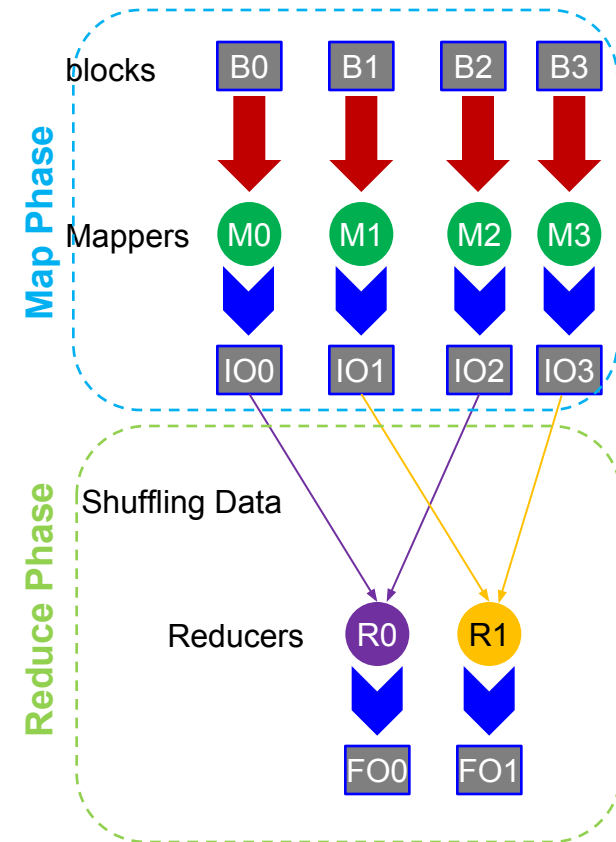 blocks
B0
B1
B2
B3
Map Phase
Mappers
M0
M1
M2
M3
IO0
IO1
IO2
IO3
Reduce Phase
Shuffling Data
Reducers
R0
R1
FO0
FO1